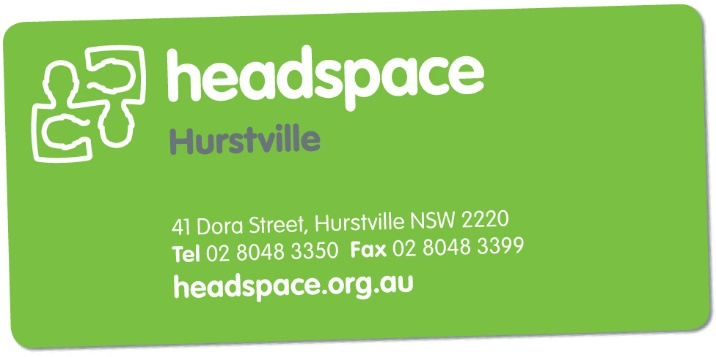 headspace
Hurstville
41 Dora Street, Hurstville NSW 2220
Tel 02 8048 3350 Fax 02 8048 3399
headspace.org.au